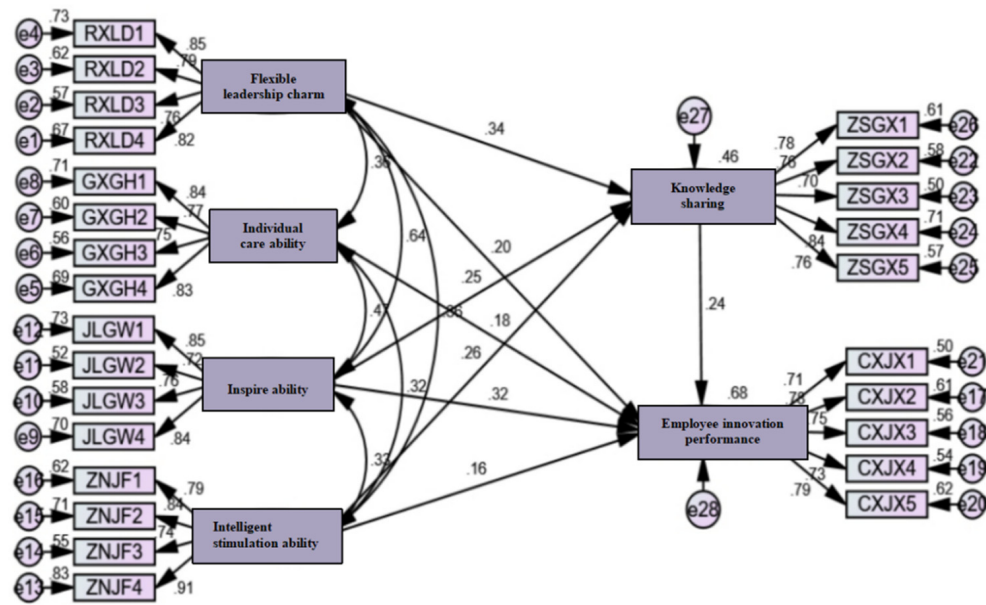 e4 .73 RXLD1 .85
e3 .62 RXLD2 .79
e2 .57 RXLD3 .76
e1 .67 RXLD4 .82
Flexible
leadership charm
e8 .71 GXGH1 .84
e7 .60 GXGH2 .77
e6 .56 GXGH3 .75
e5 .69 GXGH4 .83
Individual
care ability
e12 .73 JLGW1 .85
e11 .52 JLGW2 .72
e10 .58 JLGW3 .76
e9 .70 JLGW4 .84
Inspire ability
e16 .62 ZNJF1 .79
e15 .71 ZNJF2 .84
e14 .55 ZNJF3 .74
e13 .83 ZNJF4 .91
Intelligent
stimulation ability
.64
.32
.34
.20
.25
.18
.26
.32
.16
.24
e27
.46
Knowledge
sharing
.78 ZSGX1 .61 e26
.76 ZSGX2 .58 e22
.70 ZSGX3 .50 e23
.84 ZSGX4 .71 e24
.76 ZSGX5 .57 e25
.68
Employee innovation
performance
e28
.71 CXJX1 .50 e21
.78 CXJX2 .61 e17
.75 CXJX3 .56 e18
.73 CXJX4 .54 e19
.79 CXJX5 .62 e20